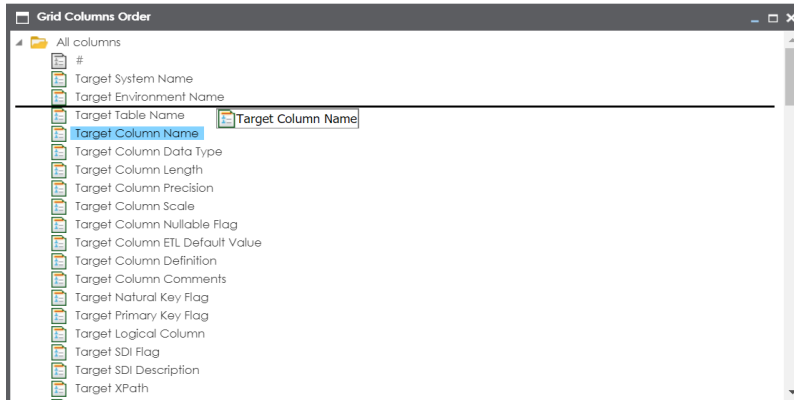 Grid Columns Order
All columns
#
Target System Name
Target Environment Name
Target Table Name
Target Column Name
Target Column Name
Target Column Data Type
Target Column Length
Target Column Precision
Target Column Scale
Target Column Nullable Flag
Target Column ETL Default Value
Target Column Definition
Target Column Comments
Target Natural Key Flag
Target Primary Key Flag
Target Logical Column
Target SDI Flag
Target SDI Description
Target XPath